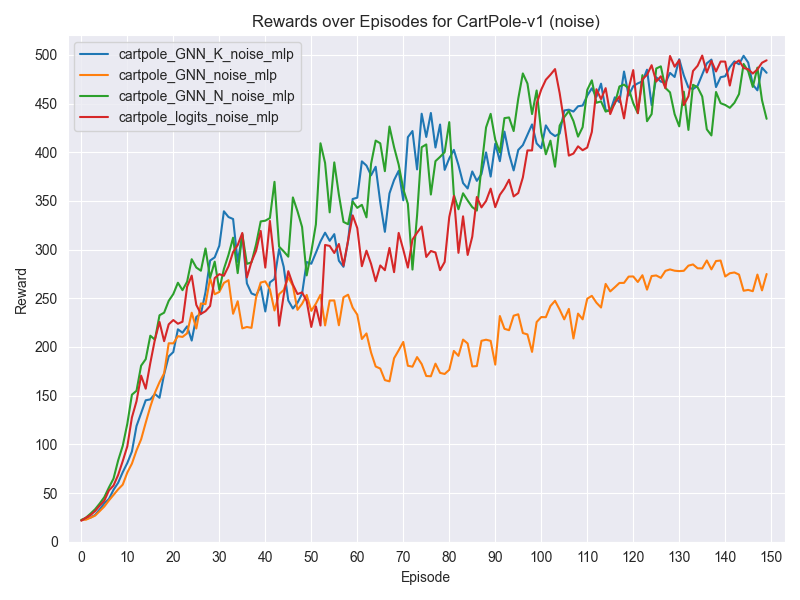 Rewards over Episodes for CartPole-v1 (noise)
cartpole_GNN_K_noise_mlp
cartpole_GNN_noise_mlp
cartpole_GNN_N_noise_mlp
cartpole_logits_noise_mlp
Reward
500
450
400
350
300
250
200
150
100
50
0
0 10 20 30 40 50 60 70 80 90 100 110 120 130 140 150
Episode